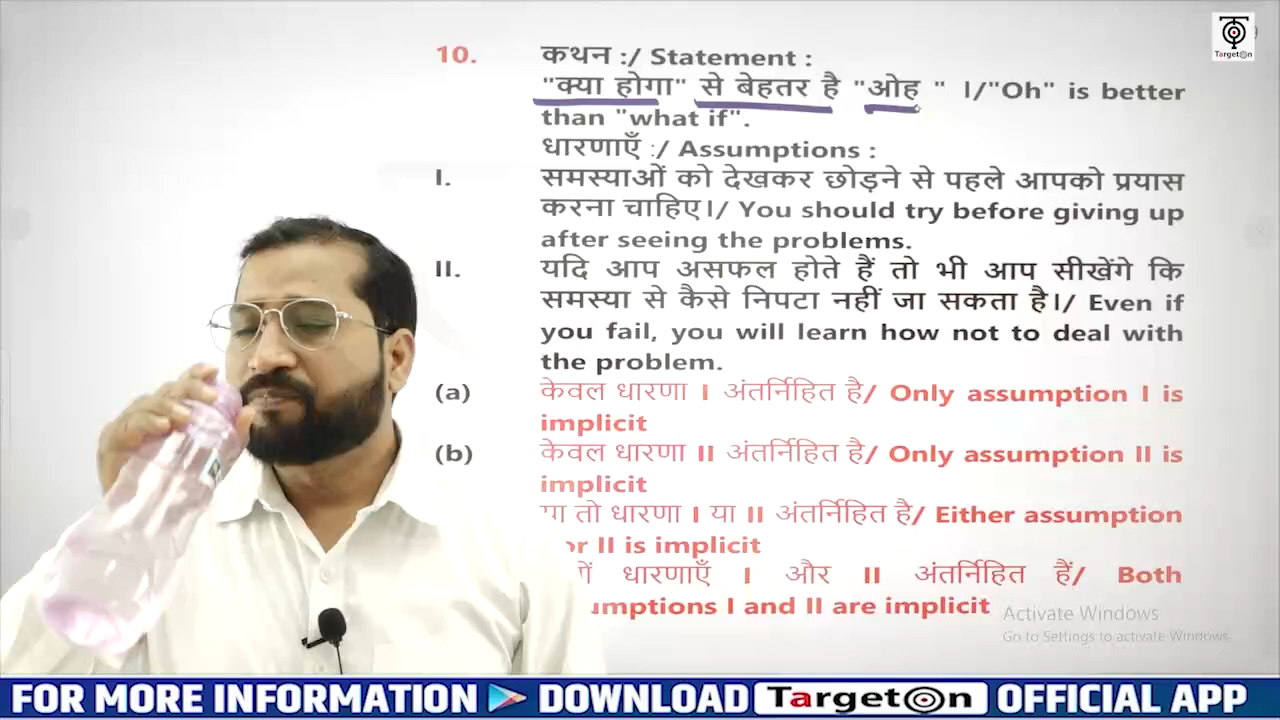 TargetOn
10. कथन :/ Statement :
"क्या होगा" से बेहतर है "ओह " ।/"Oh" is better
than "what if".
धारणाएँ :/ Assumptions :
I. समस्याओं को देखकर छोड़ने से पहले आपको प्रयास
करना चाहिए।/ You should try before giving up
after seeing the problems.
II. यदि आप असफल होते हैं तो भी आप सीखेंगे कि
समस्या से कैसे निपटा नहीं जा सकता है।/ Even if
you fail, you will learn how not to deal with
the problem.
(a) केवल धारणा I अंतर्निहित है/ Only assumption I is
implicit
(b) केवल धारणा II अंतर्निहित है/ Only assumption II is
implicit
तो धारणा I या II अंतर्निहित है/ Either assumption
or II is implicit
धारणाएँ I और II अंतर्निहित हैं/ Both
umptions I and II are implicit
Activate Windows
Go to Settings to activate Windows.
FOR MORE INFORMATION DOWNLOAD TargetOn OFFICIAL APP